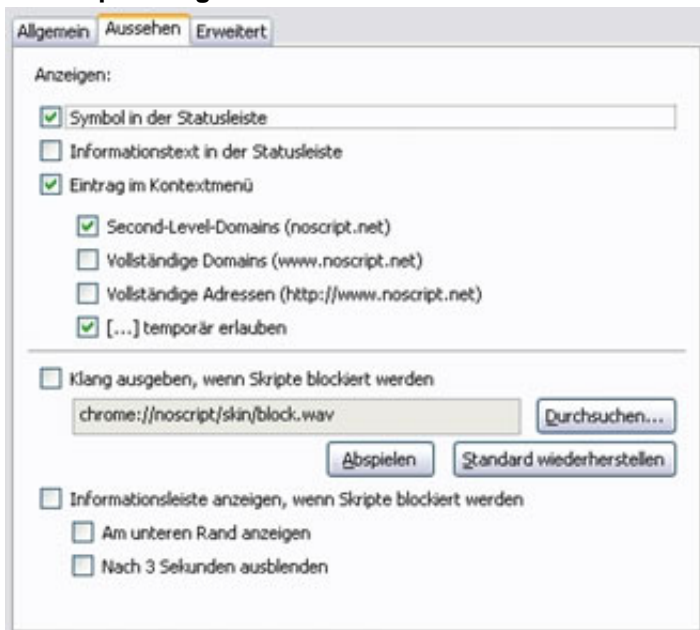 Allgemein Aussehen Erweitert
Anzeigen:
Symbol in der Statusleiste
Informationstext in der Statusleiste
Eintrag im Kontextmenü
Second-Level-Domains (noscript.net)
Vollständige Domains (www.noscript.net)
Vollständige Adressen (http://www.noscript.net)
[...] temporär erlauben
Klang ausgeben, wenn Skripte blockiert werden
chrome://noscript/skin/block.wav Durchsuchen...
Abspielen Standard wiederherstellen
Informationsleiste anzeigen, wenn Skripte blockiert werden
Am unteren Rand anzeigen
Nach 3 Sekunden ausblenden